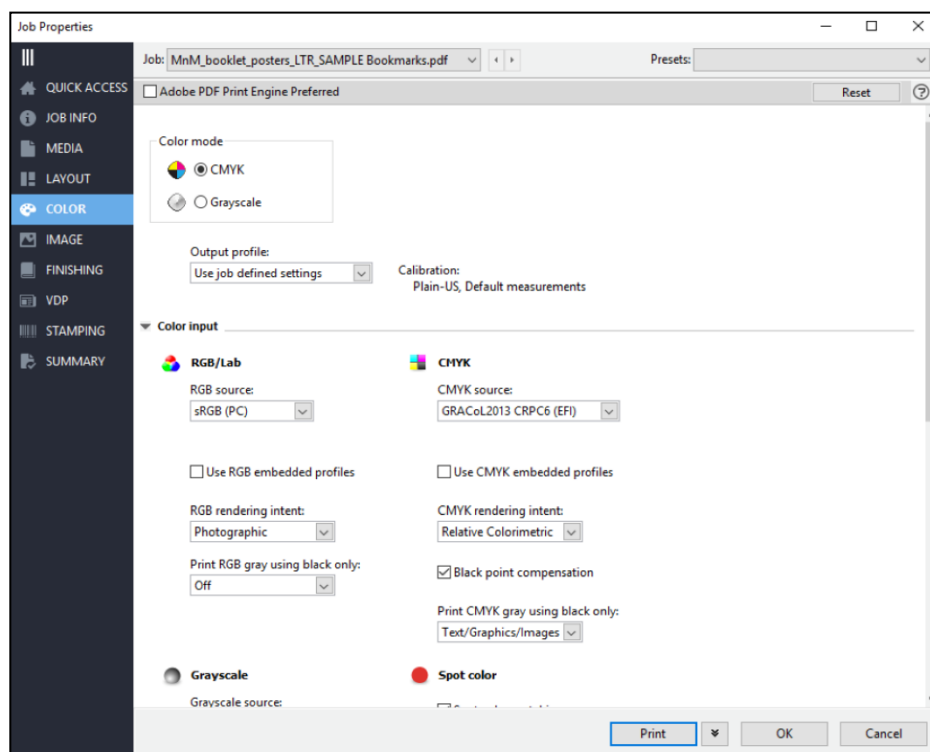 Job Properties
Job: MnM_booklet_posters_LTR_SAMPLE Bookmarks.pdf
Presets:
QUICK ACCESS
JOB INFO
MEDIA
LAYOUT
COLOR
IMAGE
FINISHING
VDP
STAMPING
SUMMARY
Adobe PDF Print Engine Preferred
Reset
Color mode
CMYK
Grayscale
Output profile:
Use job defined settings
Calibration:
Plain-US, Default measurements
Color input
RGB/Lab
RGB source:
sRGB (PC)
Use RGB embedded profiles
RGB rendering intent:
Photographic
Print RGB gray using black only:
Off
CMYK
CMYK source:
GRACoL2013 CRPC6 (EFI)
Use CMYK embedded profiles
CMYK rendering intent:
Relative Colorimetric
Black point compensation
Print CMYK gray using black only:
Text/Graphics/Images
Grayscale
Grayscale source:
Spot color
Print
OK
Cancel